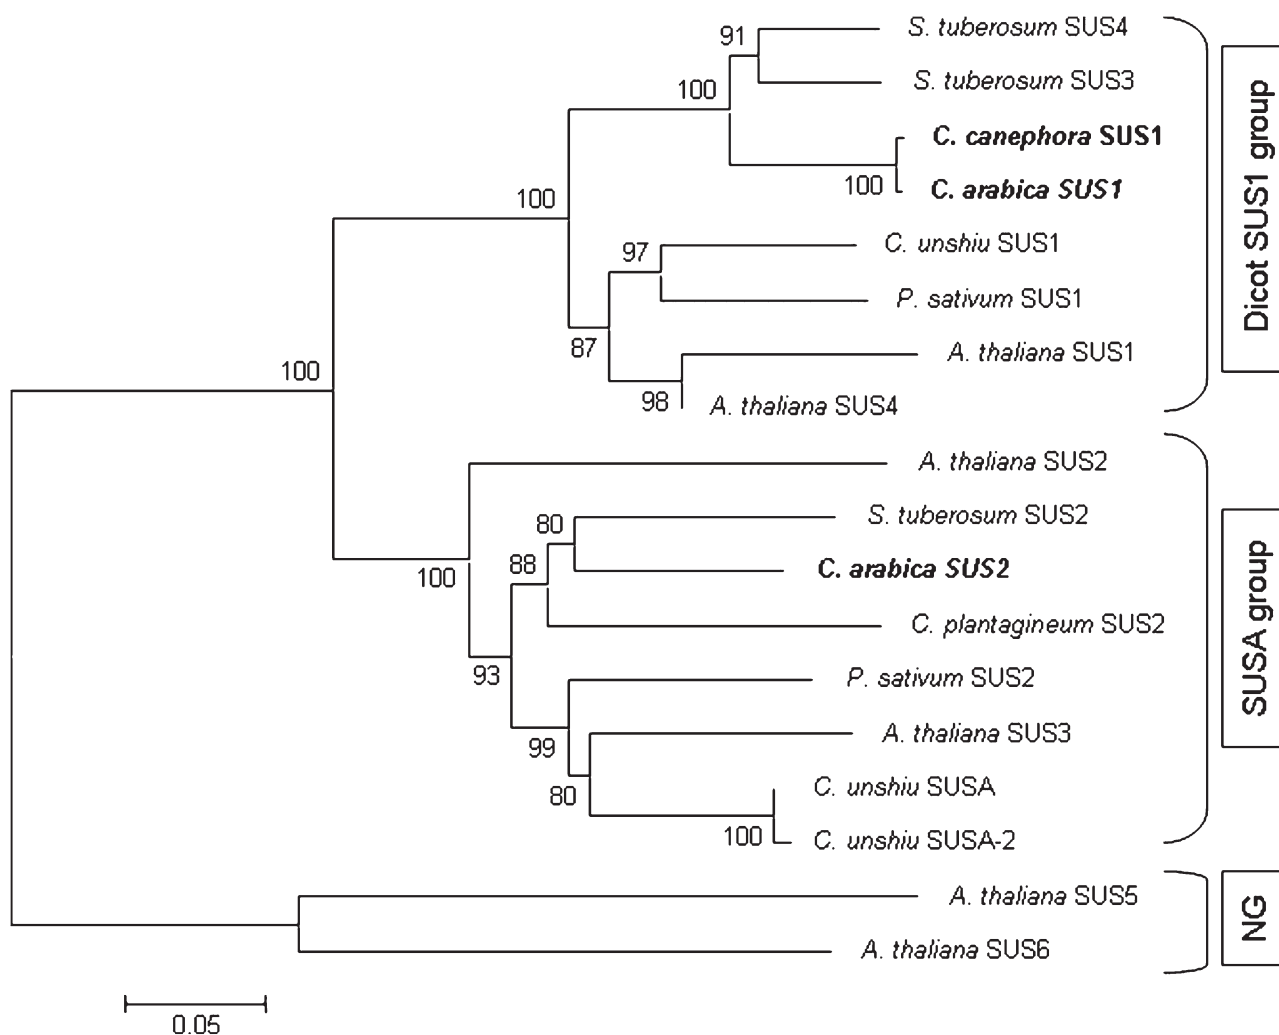 91
S. tuberosum SUS4
S. tuberosum SUS3
100
C. canephora SUS1
100
C. arabica SUS1
100
C. unshiu SUS1
97
P. sativum SUS1
87
A. thaliana SUS1
98
A. thaliana SUS4
Dicot SUS1 group
100
A. thaliana SUS2
S. tuberosum SUS2
80
C. arabica SUS2
88
100
C. plantagineum SUS2
93
P. sativum SUS2
A. thaliana SUS3
99
C. unshiu SUSA
80
100
C. unshiu SUSA-2
SUSA group
A. thaliana SUS5
A. thaliana SUS6
NG
0.05